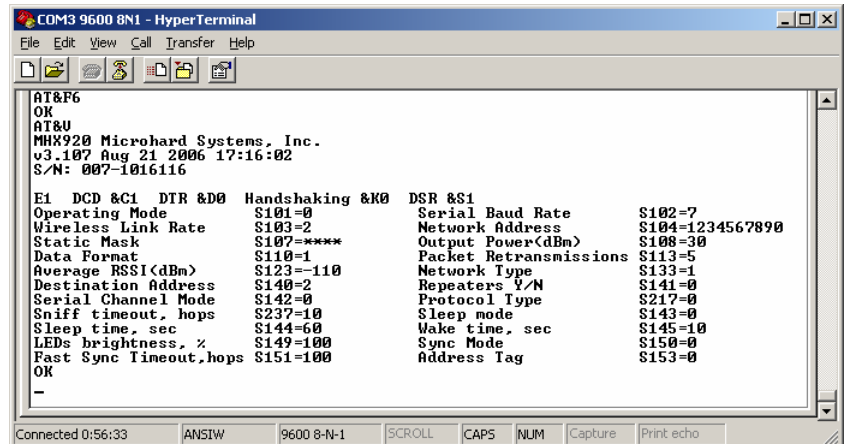 COM3 9600 8N1 - HyperTerminal
File Edit View Call Transfer Help
AT&F6
OK
AT&V
MHX920 Microhard Systems, Inc.
v3.107 Aug 21 2006 17:16:02
S/N: 007-1016116
E1 DCD &C1 DTR &D0 Handshaking &K0 DSR &S1
Operating Mode S101=0 Serial Baud Rate S102=7
Wireless Link Rate S103=2 Network Address S104=1234567890
Static Mask S107=**** Output Power(dBm) S108=30
Data Format S110=1 Packet Retransmissions S113=5
Average RSSI(dBm) S123=-110 Network Type S133=1
Destination Address S140=2 Repeaters Y/N S141=0
Serial Channel Mode S142=0 Protocol Type S217=0
Sniff timeout, hops S237=10 Sleep mode S143=0
Sleep time, sec S144=60 Wake time, sec S145=10
LEDs brightness, % S149=100 Sync Mode S150=0
Fast Sync Timeout,hops S151=100 Address Tag S153=0
OK
_
Connected 0:56:33 ANSIW 9600 8-N-1 SCROLL CAPS NUM Capture Print echo